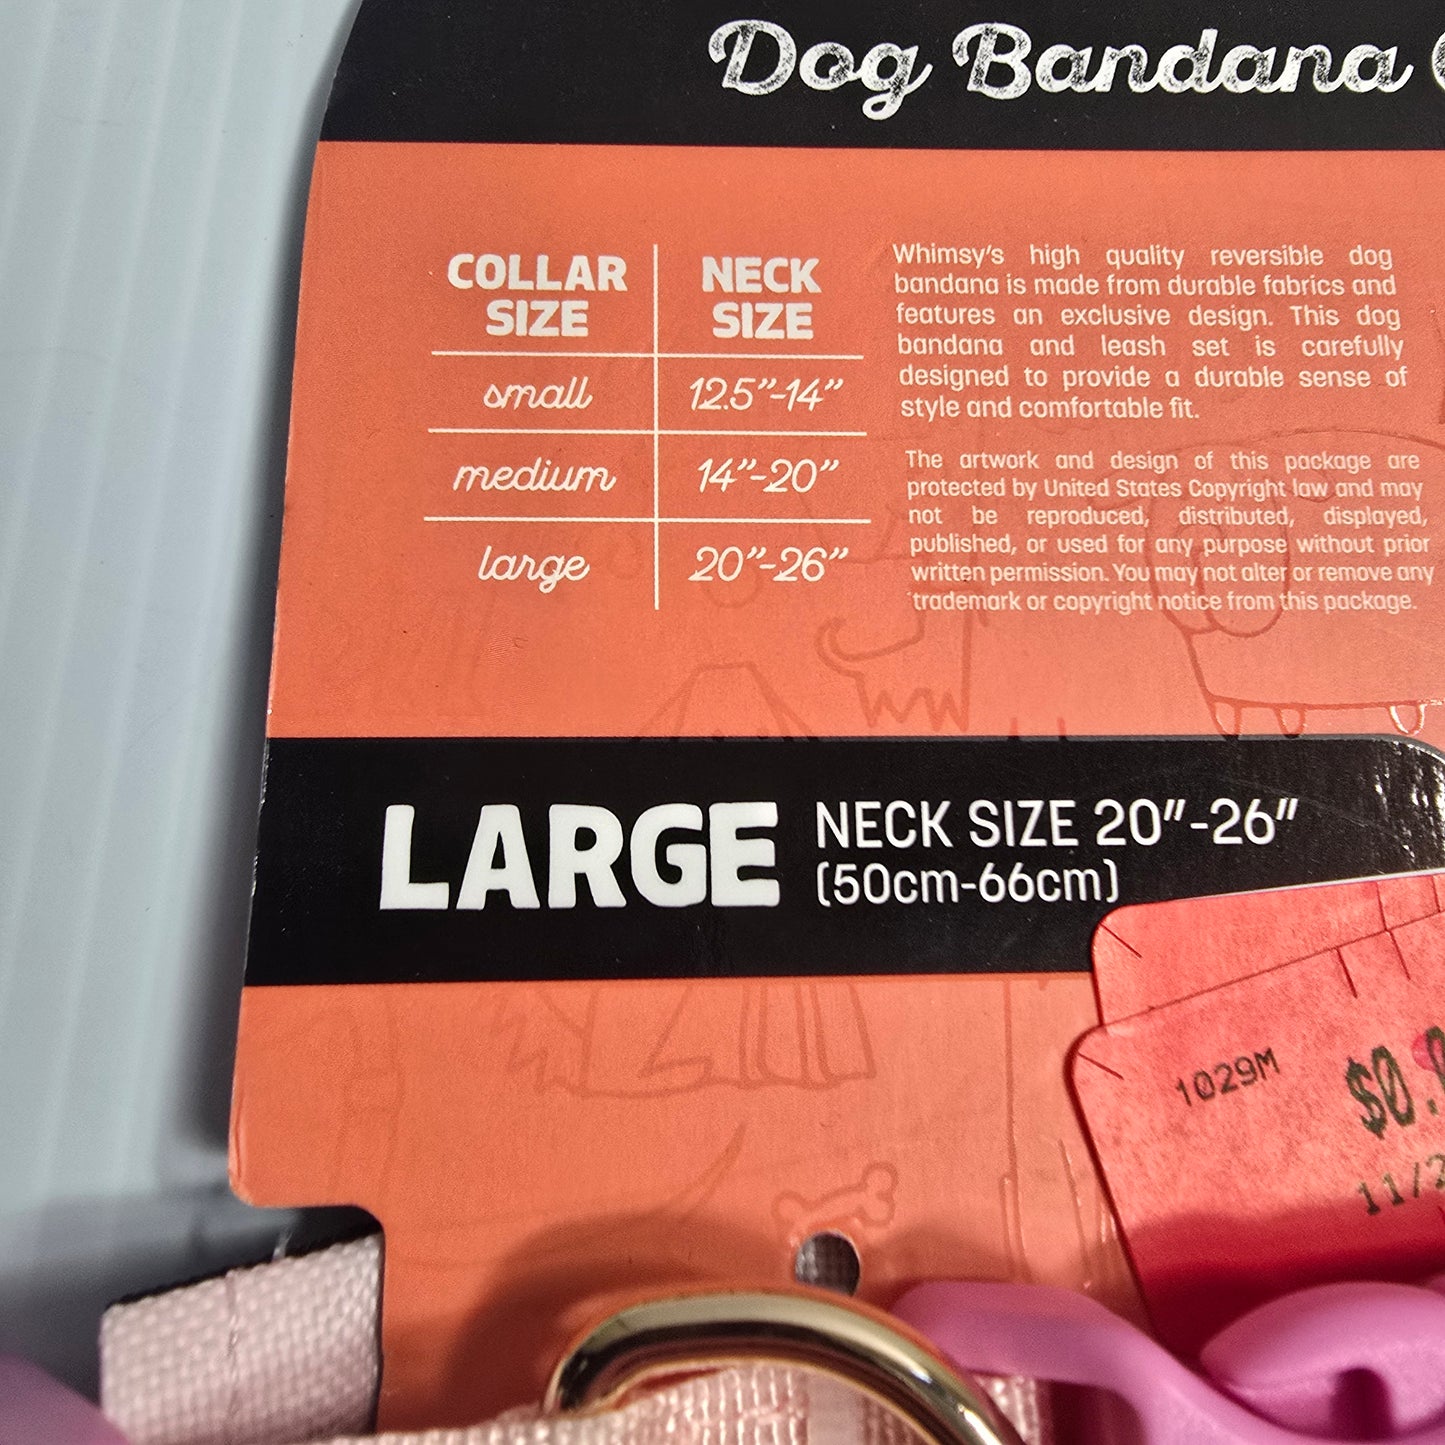 Dog Bandana
COLLAR SIZE NECK SIZE
small 12.5"-14"
medium 14"-20"
large 20"-26"
Whimsy's high quality reversible dog
bandana is made from durable fabrics and
features an exclusive design. This dog
bandana and leash set is carefully
designed to provide a durable sense of
style and comfortable fit.
The artwork and design of this package are
protected by United States Copyright law and may
not be reproduced, distributed, displayed,
published, or used for any purpose without prior
written permission. You may not alter or remove any
trademark or copyright notice from this package.
LARGE NECK SIZE 20"-26"
(50cm-66cm)
1029M
$0.
11/2